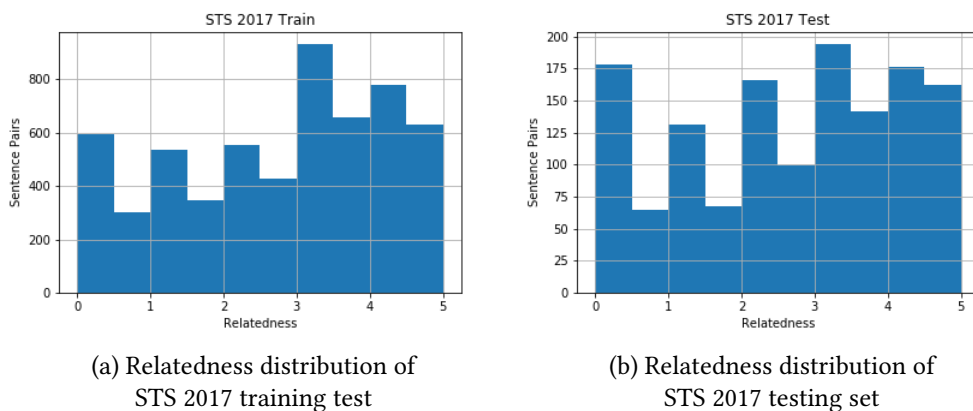 STS 2017 Train
Sentence Pairs
800
600
400
200
0
0 1 2 3 4 5
Relatedness
(a) Relatedness distribution of
STS 2017 training test
STS 2017 Test
Sentence Pairs
200
175
150
125
100
75
50
25
0
0 1 2 3 4 5
Relatedness
(b) Relatedness distribution of
STS 2017 testing set